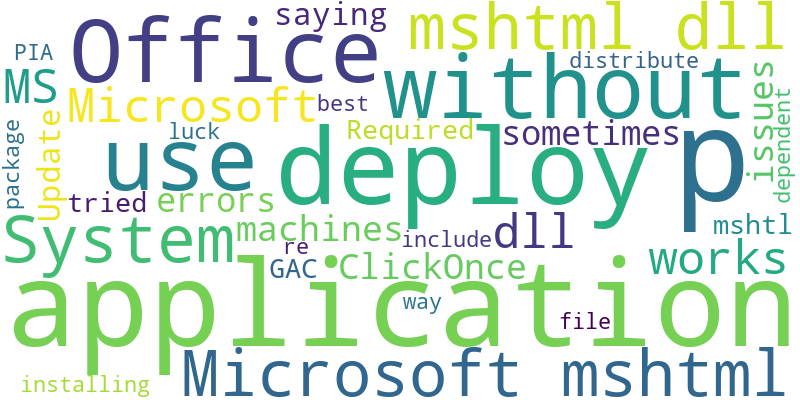 saying
Office
mshtml dll
PIA
MS
without
distribute
Microsoft
best
issues
package
Update
luck
Required
sometimes
dependent
use
deploy
p
tried
errors
System
machines
re
include
dll
mshtl
GAC
ClickOnce
works
application
way
file
installing
Microsoft mshtml